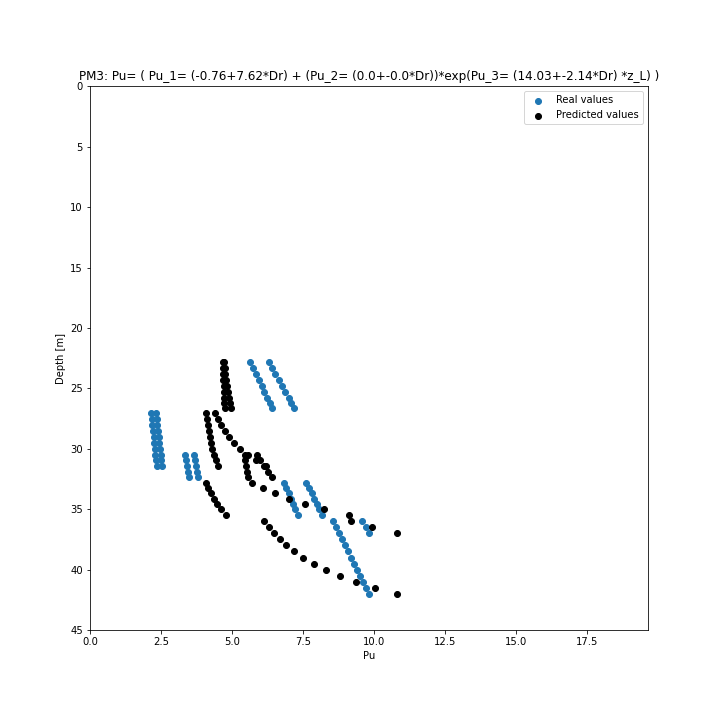 PM3: Pu= ( Pu_1= (-0.76+7.62*Dr) + (Pu_2= (0.0+-0.0*Dr))*exp(Pu_3= (14.03+-2.14*Dr) *z_L) )
Real values
Predicted values
0
5
10
15
20
25
30
35
40
45
Depth [m]
0.0 2.5 5.0 7.5 10.0 12.5 15.0 17.5
Pu